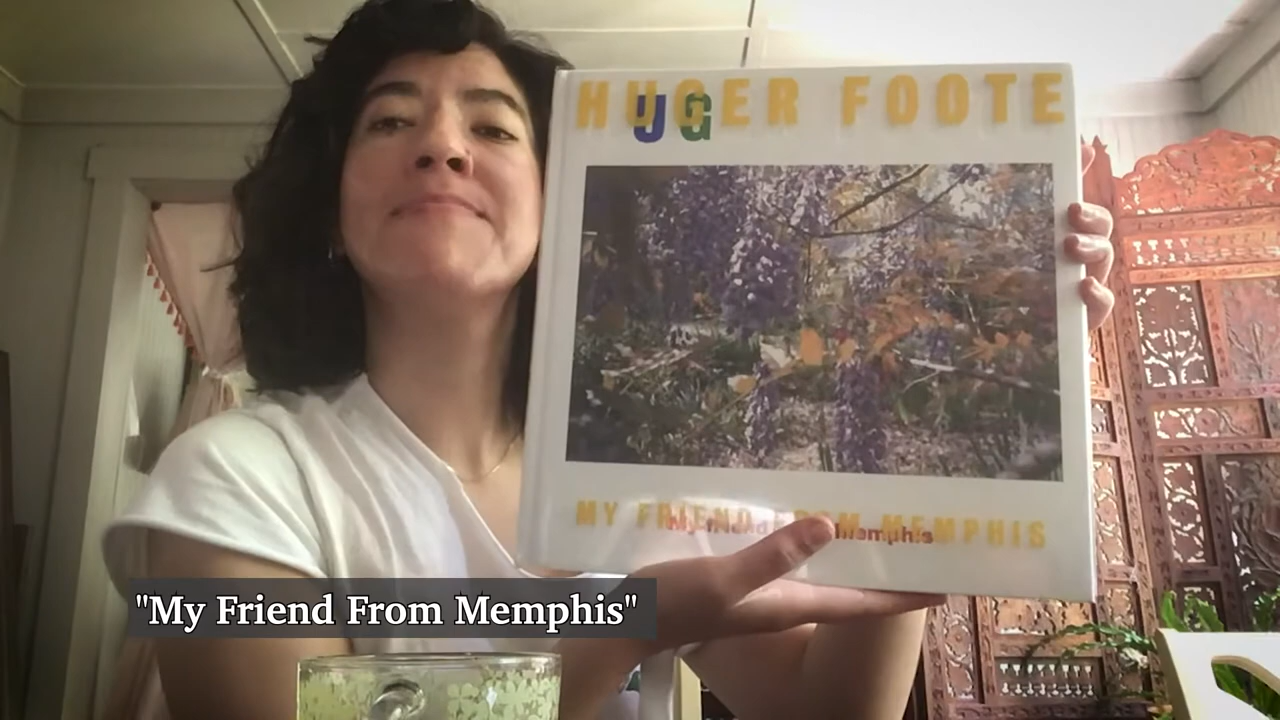 HUGER FOOTE
UG
MY FRIEND FROM MEMPHIS
"My Friend From Memphis"